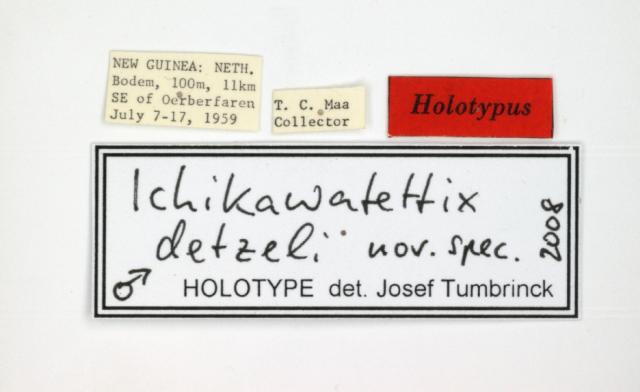 NEW GUINEA: NETH.
Bodem, 100m, 11km
SE of Oerberfaren
July 7-17, 1959
T. C. Maa
Collector
Holotypus
Ichikawatettix
detzeli nov. spec. 2008
♂ HOLOTYPE det. Josef Tumbrinck